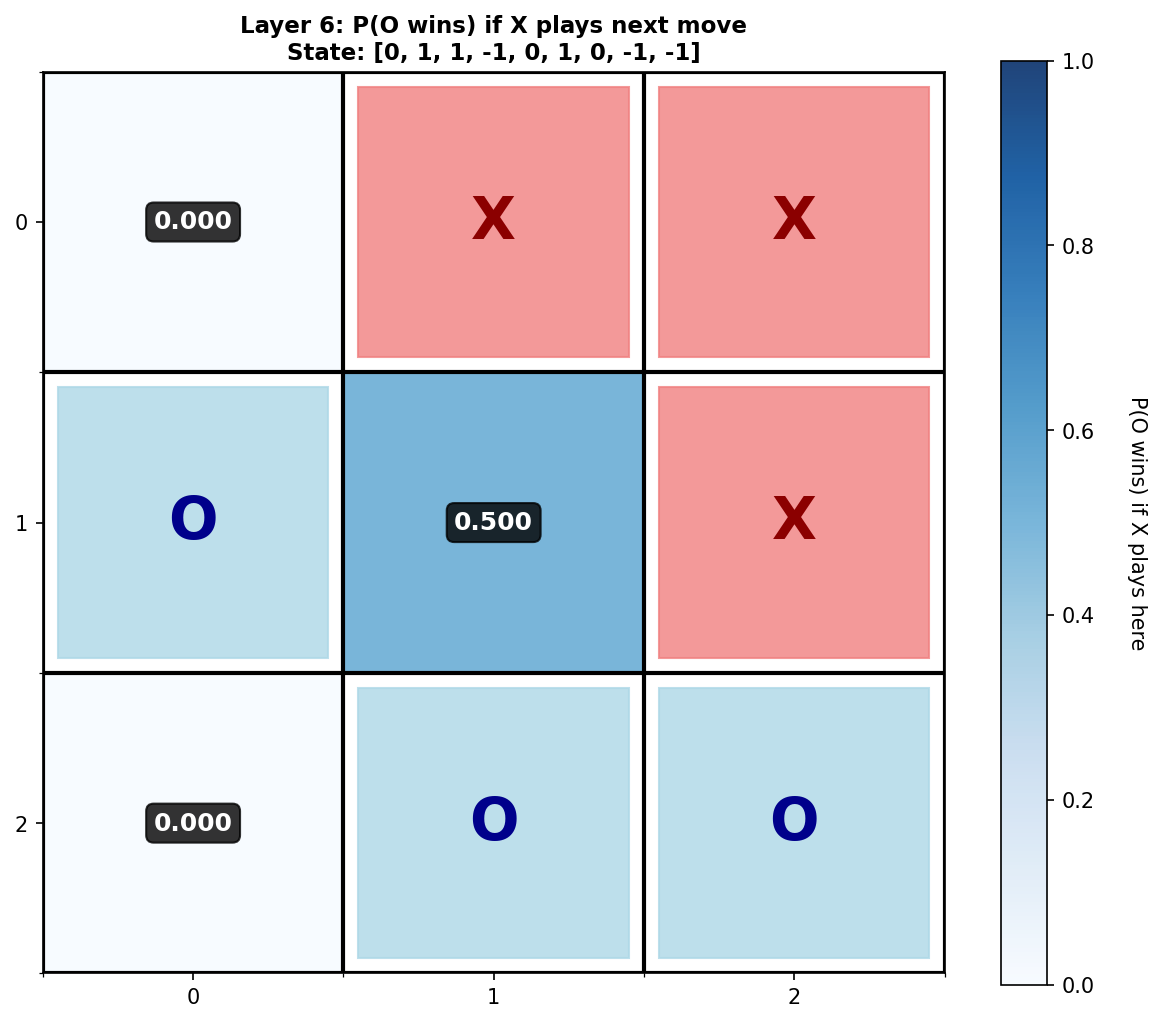 Layer 6: P(O wins) if X plays next move
State: [0, 1, 1, -1, 0, 1, 0, -1, -1]
0
0.000
X
X
1
O
0.500
X
2
0.000
O
O
0
1
2
1.0
0.8
0.6
0.4
0.2
0.0
P(O wins) if X plays here